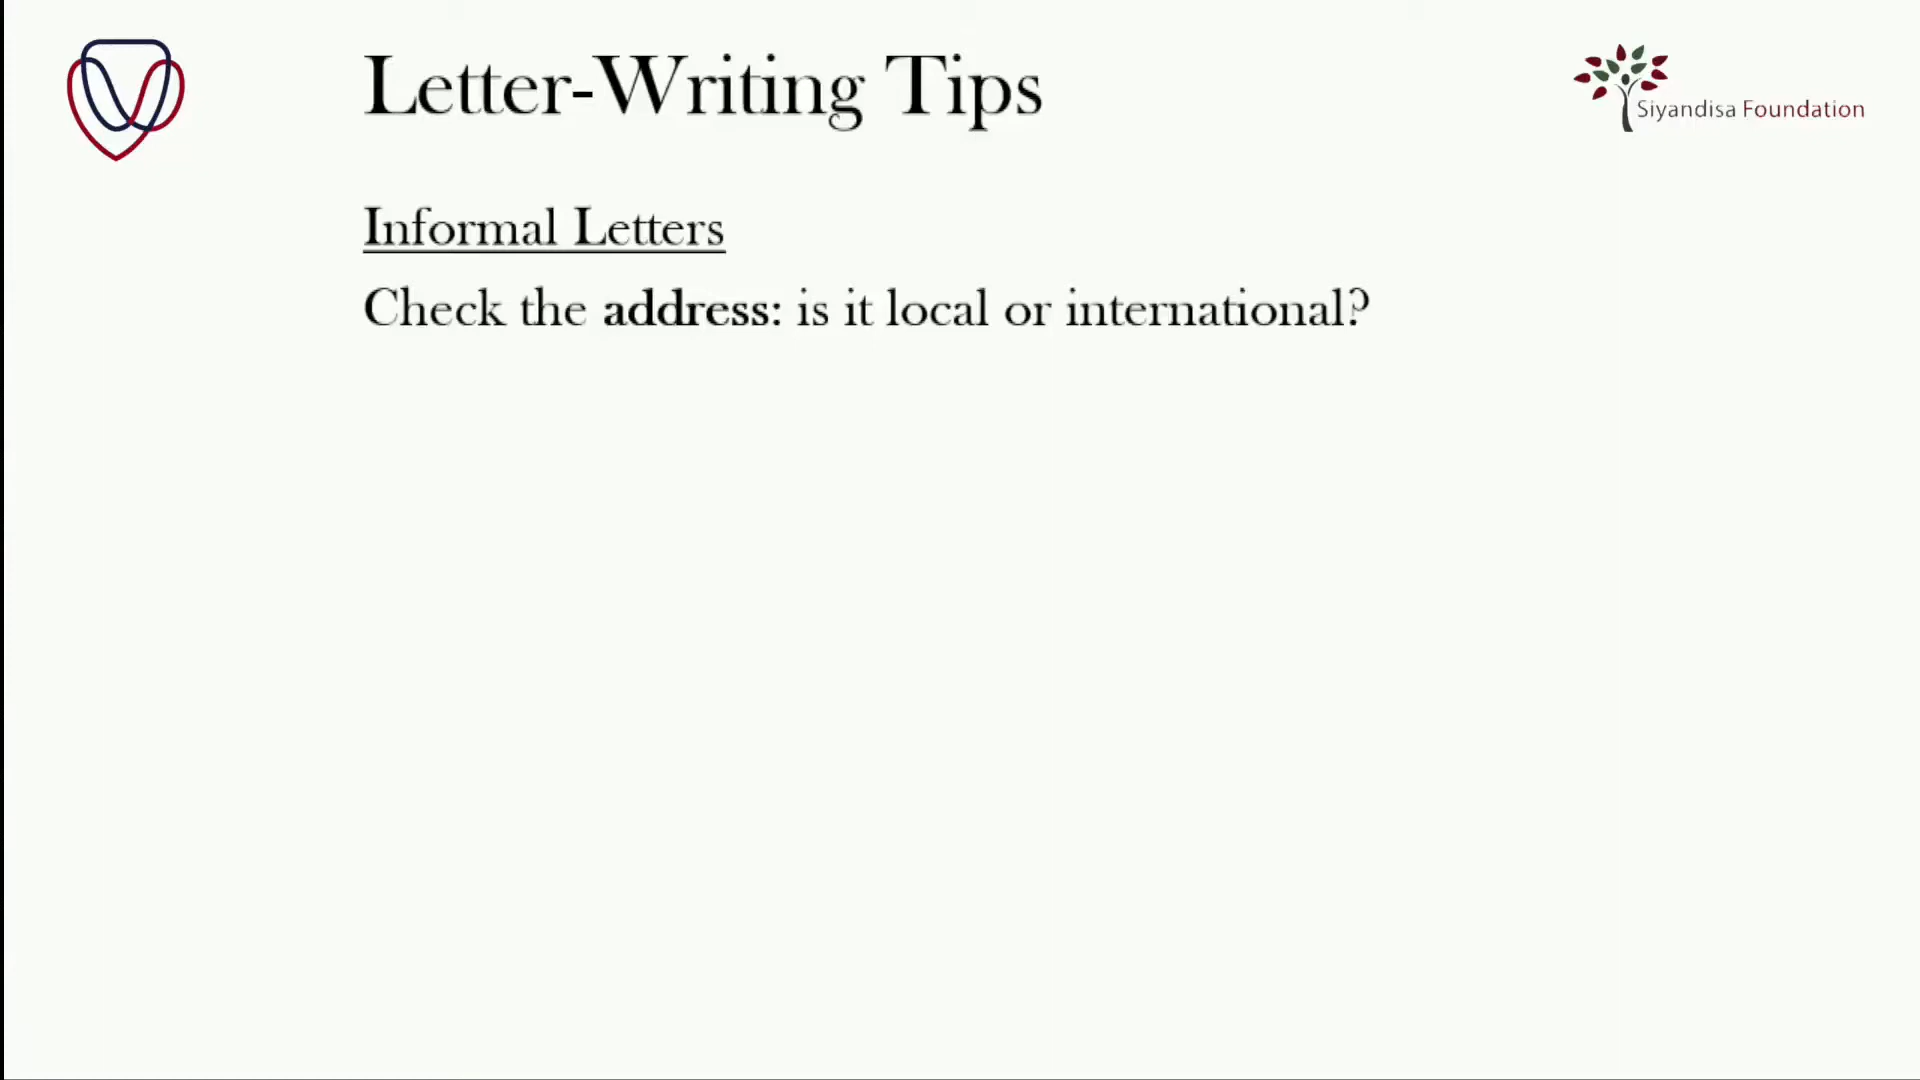 Letter-Writing Tips
Siyandisa Foundation
Informal Letters
Check the address: is it local or international?